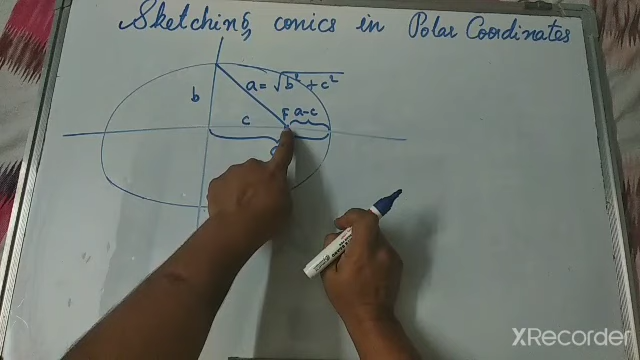 Sketching conics in Polar Coordinates
a = √b² + c²
b
F a-c
c
XRecorder